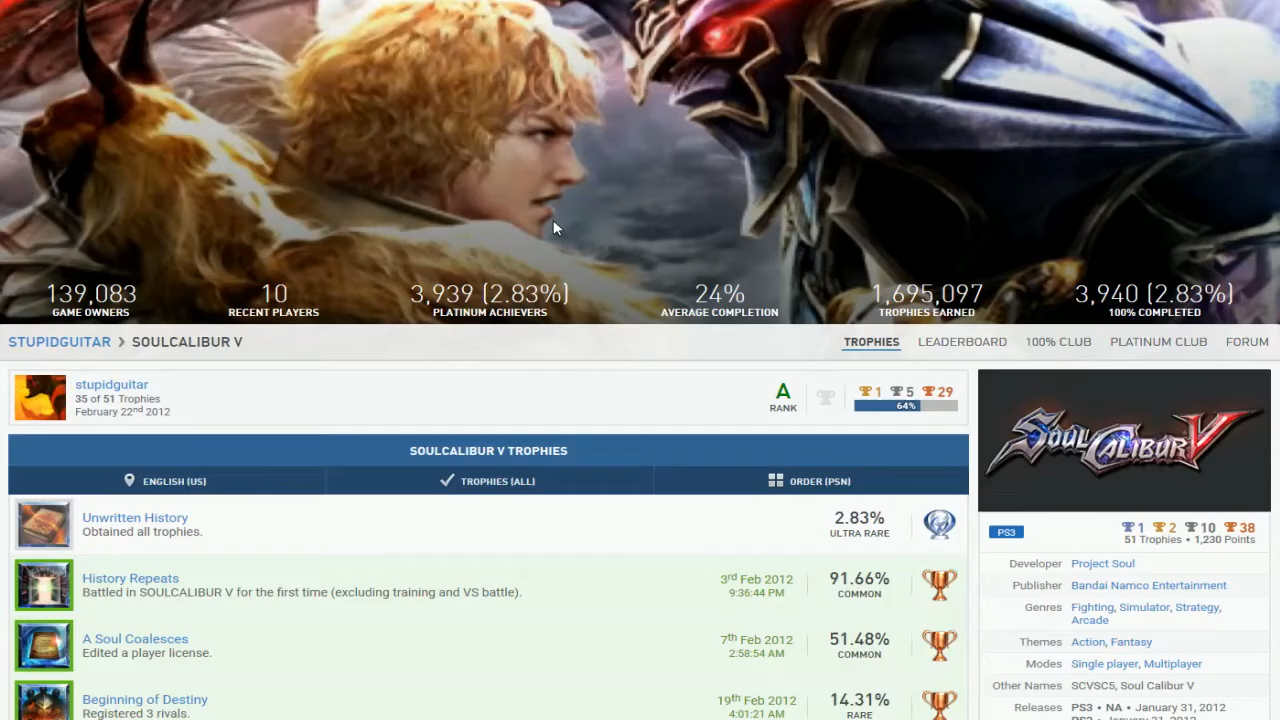 139,083
GAME OWNERS
10
RECENT PLAYERS
3,939 (2.83%)
PLATINUM ACHIEVERS
24%
AVERAGE COMPLETION
1,695,097
TROPHIES EARNED
3,940 (2.83%)
100% COMPLETED
STUPIDGUITAR > SOULCALIBUR V
TROPHIES LEADERBOARD 100% CLUB PLATINUM CLUB FORUM
stupidguitar
35 of 51 Trophies
February 22nd 2012
A
RANK
1 5 29
64%
SOULCALIBUR V TROPHIES
ENGLISH (US) TROPHIES (ALL) ORDER (PSN)
Unwritten History
Obtained all trophies.
2.83%
ULTRA RARE
History Repeats
Battled in SOULCALIBUR V for the first time (excluding training and VS battle).
3rd Feb 2012
9:36:44 PM
91.66%
COMMON
A Soul Coalesces
Edited a player license.
7th Feb 2012
2:58:54 AM
51.48%
COMMON
Beginning of Destiny
Registered 3 rivals.
19th Feb 2012
4:01:21 AM
14.31%
RARE
SOULCALIBUR V
PS3
1 2 10 38
51 Trophies • 1,230 Points
Developer Project Soul
Publisher Bandai Namco Entertainment
Genres Fighting, Simulator, Strategy,
Arcade
Themes Action, Fantasy
Modes Single player, Multiplayer
Other Names SCVSC5, Soul Calibur V
Releases PS3 • NA • January 31, 2012